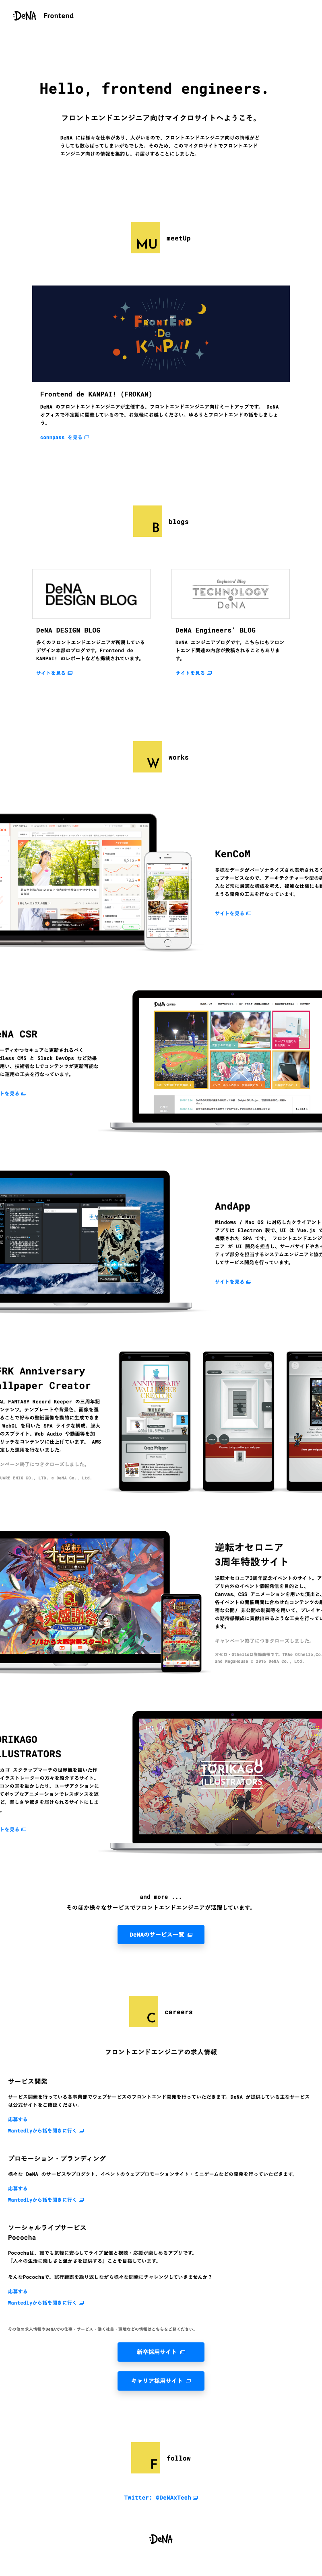 :DeNA Frontend
Hello, frontend engineers.
フロントエンドエンジニア向けマイクロサイトへようこそ。
DeNA には様々な仕事があり、人がいるので、フロントエンドエンジニア向けの情報がど
うしても散らばってしまいがちでした。そのため、このマイクロサイトでフロントエンド
エンジニア向けの情報を集約し、お届けすることにしました。
MU meetUp
FRONTEND
:De
KANPAI!
Frontend de KANPAI! (FROKAN)
DeNA のフロントエンドエンジニアが主催する、フロントエンドエンジニア向けミートアップです。 DeNA
オフィスで不定期に開催しているので、お気軽にお越しください。ゆるりとフロントエンドの話をしましょ
う。
connpass を見る
B blogs
DeNA
DESIGN BLOG
DeNA DESIGN BLOG
多くのフロントエンドエンジニアが所属している
デザイン本部のブログです。Frontend de
KANPAI! のレポートなども掲載されています。
サイトを見る
Engineers' Blog
TECHNOLOGY
of
DeNA
DeNA Engineers' BLOG
DeNA エンジニアブログです。こちらにもフロン
トエンド関連の内容が投稿されることもありま
す。
サイトを見る
W works
KenCoM
多様なデータがパーソナライズされ表示されるウ
ェブサービスなので、アーキテクチャーや型の導
入など常に最適な構成を考え、複雑な仕様にも耐
えうる開発の工夫を行なっています。
サイトを見る
eNA CSR
ーディかつセキュアに更新されるべく
dless CMS と Slack DevOps など効果
用い、技術者なしでコンテンツが更新可能な
に運用の工夫を行なっています。
トを見る
AndApp
Windows / Mac OS に対応したクライアント
アプリは Electron 製で、UI は Vue.js で
構築された SPA です。 フロントエンドエンジ
ニア が UI 開発を担当し、サーバサイドやネイ
ティブ部分を担当するシステムエンジニアと協力
してサービス開発を行っています。
サイトを見る
FRK Anniversary
allpaper Creator
AL FANTASY Record Keeper の三周年記
ンテンツ。テンプレートや背景色、画像を選
ることで好みの壁紙画像を動的に生成できま
WebGL を用いた SPA ライクな構成。膨大
のスプライト、Web Audio や動画等を加
リッチなコンテンツに仕上げています。 AWS
定した運用を行ないました。
ンペーン終了につきクローズしました。
UARE ENIX CO., LTD. © DeNA Co., Ltd.
ANNIVERSARY
WALLPAPER
CREATOR
Create Wallpaper
逆転オセロニア
3周年
大感謝祭
2/8から大感謝祭スタート!
逆転オセロニア
3周年特設サイト
逆転オセロニア3周年記念イベントのサイト。ア
プリ内外のイベント情報発信を目的とし、
Canvas、CSS アニメーションを用いた演出と、
各イベントの開催期間に合わせたコンテンツの緻
密な公開/ 非公開の制御等を用いて、プレイヤー
の期待の醸成に貢献出来るような工夫を行ってい
ました。
キャンペーン終了につきクローズしました。
ORIKAGO
LLUSTRATORS
カゴ スクラップマーチの世界観を描いた作
イラストレーターの方々を紹介するサイト。
ヨンの耳を動かしたり、ユーザアクションに
てポップなアニメーションでレスポンスを返
ど、楽しさや驚きを届けられるサイトにしま
。
トを見る
TORIKAGO
ILLUSTRATORS
and more ...
そのほか様々なサービスでフロントエンドエンジニアが活躍しています。
DeNAのサービス一覧
C careers
フロントエンドエンジニアの求人情報
サービス開発
サービス開発を行っている各事業部でウェブサービスのフロントエンド開発を行っていただきます。DeNA が提供している主なサービス
は公式サイトをご確認ください。
応募する
Wantedlyから話を聞きに行く
プロモーション・ブランディング
様々な DeNA のサービスやプロダクト、イベントのウェブプロモーションサイト・ミニゲームなどの開発を行っていただきます。
応募する
Wantedlyから話を聞きに行く
ソーシャルライブサービス
Pococha
Pocochaは、誰でも気軽に安心してライブ配信と視聴・応援が楽しめるアプリです。
『人々の生活に楽しさと温かさを提供する』ことを目指しています。
そんなPocochaで、試行錯誤を繰り返しながら様々な開発にチャレンジしていきませんか？
応募する
Wantedlyから話を聞きに行く
その他の求人情報やDeNAでの仕事・サービス・働く社員・環境などの情報はこちらをご覧ください。
新卒採用サイト
キャリア採用サイト
F follow
Twitter: #DeNAxTech
:DeNA